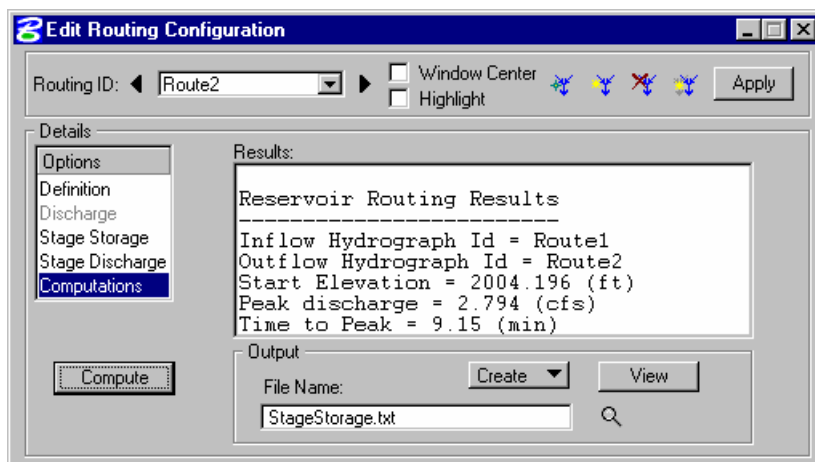 Edit Routing Configuration
Routing ID: Route2 Window Center Apply
Highlight
Details
Options
Definition
Discharge
Stage Storage
Stage Discharge
Computations
Results:
Reservoir Routing Results
-------------------------
Inflow Hydrograph Id = Route1
Outflow Hydrograph Id = Route2
Start Elevation = 2004.196 (ft)
Peak discharge = 2.794 (cfs)
Time to Peak = 9.15 (min)
Compute
Output
File Name: Create View
StageStorage.txt